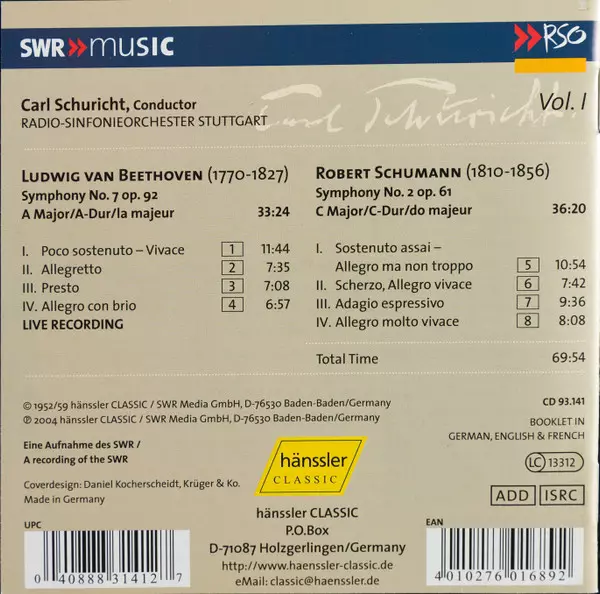 SWR»music
»RSO
Carl Schuricht
Vol. I
Carl Schuricht, Conductor
RADIO-SINFONIEORCHESTER STUTTGART
LUDWIG VAN BEETHOVEN (1770-1827)
Symphony No. 7 op. 92
A Major/A-Dur/la majeur 33:24
I. Poco sostenuto – Vivace 1 11:44
II. Allegretto 2 7:35
III. Presto 3 7:08
IV. Allegro con brio 4 6:57
LIVE RECORDING
ROBERT SCHUMANN (1810-1856)
Symphony No. 2 op. 61
C Major/C-Dur/do majeur 36:20
I. Sostenuto assai –
Allegro ma non troppo 5 10:54
II. Scherzo, Allegro vivace 6 7:42
III. Adagio espressivo 7 9:36
IV. Allegro molto vivace 8 8:08
Total Time 69:54
© 1952/59 hänssler CLASSIC / SWR Media GmbH, D-76530 Baden-Baden/Germany
℗ 2004 hänssler CLASSIC / SWR Media GmbH, D-76530 Baden-Baden/Germany
Eine Aufnahme des SWR /
A recording of the SWR
Coverdesign: Daniel Kocherscheidt, Krüger & Ko.
Made in Germany
hänssler
CLASSIC
CD 93.141
BOOKLET IN
GERMAN, ENGLISH & FRENCH
LC 13312
ADD ISRC
hänssler CLASSIC
P.O.Box
D-71087 Holzgerlingen/Germany
http://www.haenssler-classic.de
eMail: classic@haenssler.de
UPC
0 40888 31412 7
EAN
4 010276 016892